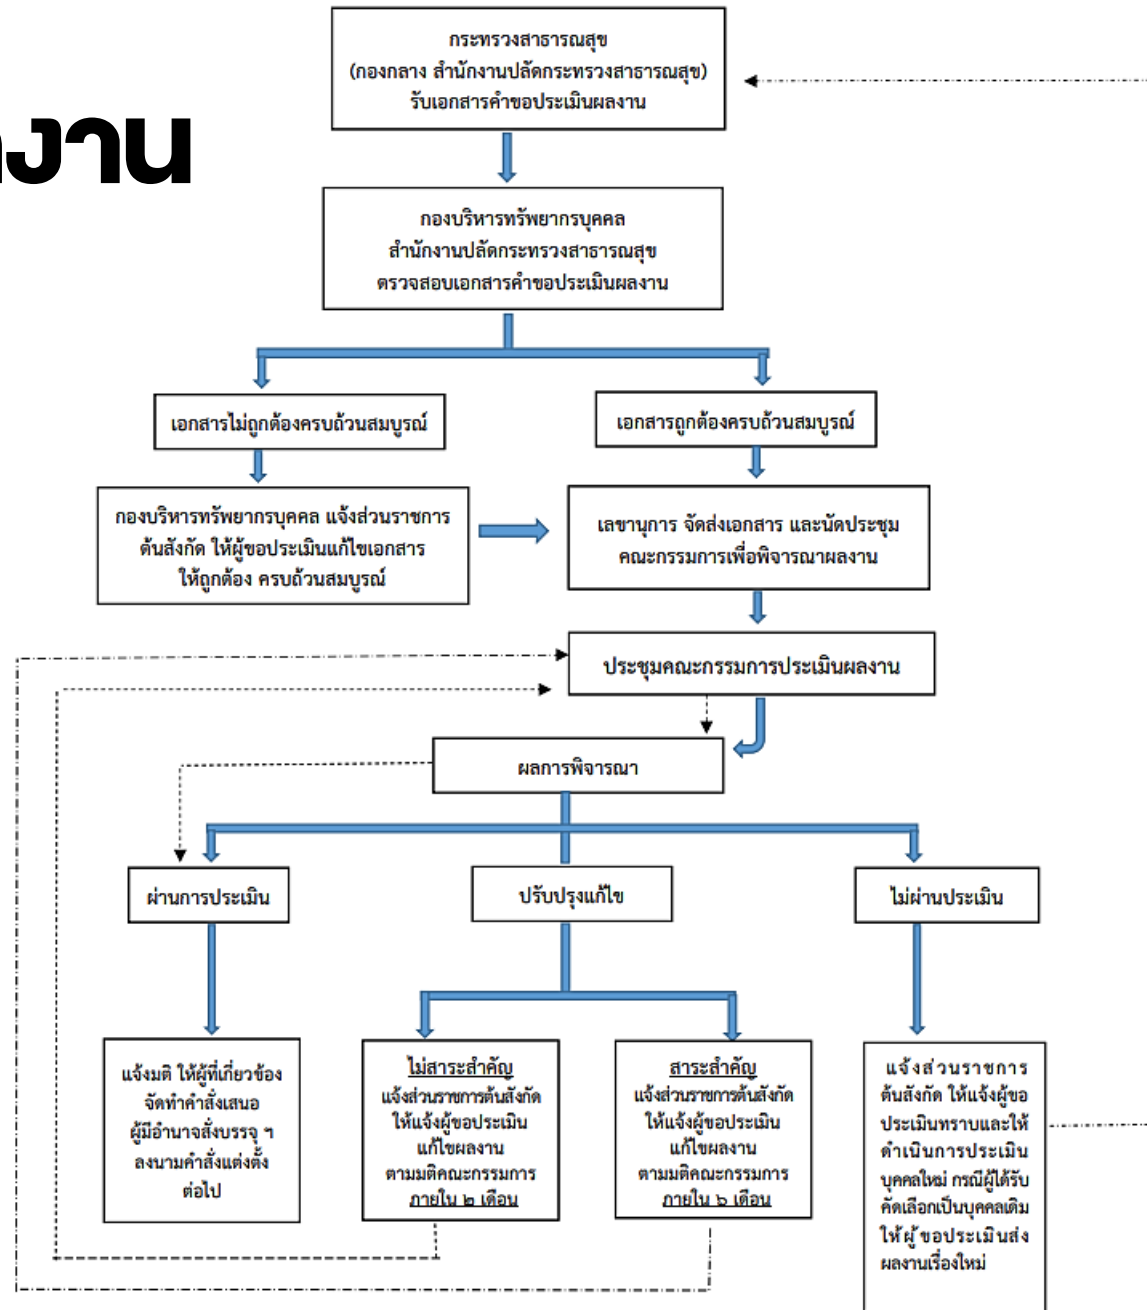 งาน
กระทรวงสาธารณสุข
(กองกลาง สำนักงานปลัดกระทรวงสาธารณสุข)
รับเอกสารคำขอประเมินผลงาน
กองบริหารทรัพยากรบุคคล
สำนักงานปลัดกระทรวงสาธารณสุข
ตรวจสอบเอกสารคำขอประเมินผลงาน
เอกสารไม่ถูกต้องครบถ้วนสมบูรณ์
เอกสารถูกต้องครบถ้วนสมบูรณ์
กองบริหารทรัพยากรบุคคล แจ้งส่วนราชการ
ต้นสังกัด ให้ผู้ขอประเมินแก้ไขเอกสาร
ให้ถูกต้อง ครบถ้วนสมบูรณ์
เลขานุการ จัดส่งเอกสาร และนัดประชุม
คณะกรรมการเพื่อพิจารณาผลงาน
ประชุมคณะกรรมการประเมินผลงาน
ผลการพิจารณา
ผ่านการประเมิน
ปรับปรุงแก้ไข
ไม่ผ่านประเมิน
แจ้งมติ ให้ผู้ที่เกี่ยวข้อง
จัดทำคำสั่งเสนอ
ผู้มีอำนาจสั่งบรรจุ ฯ
ลงนามคำสั่งแต่งตั้ง
ต่อไป
ไม่สาระสำคัญ
แจ้งส่วนราชการต้นสังกัด
ให้แจ้งผู้ขอประเมิน
แก้ไขผลงาน
ตามมติคณะกรรมการ
ภายใน ๒ เดือน
สาระสำคัญ
แจ้งส่วนราชการต้นสังกัด
ให้แจ้งผู้ขอประเมิน
แก้ไขผลงาน
ตามมติคณะกรรมการ
ภายใน ๖ เดือน
แจ้งส่วนราชการ
ต้นสังกัด ให้แจ้งผู้ขอ
ประเมินทราบและให้
ดำเนินการประเมิน
บุคคลใหม่ กรณีผู้ได้รับ
คัดเลือกเป็นบุคคลเดิม
ให้ผู้ขอประเมินส่ง
ผลงานเรื่องใหม่